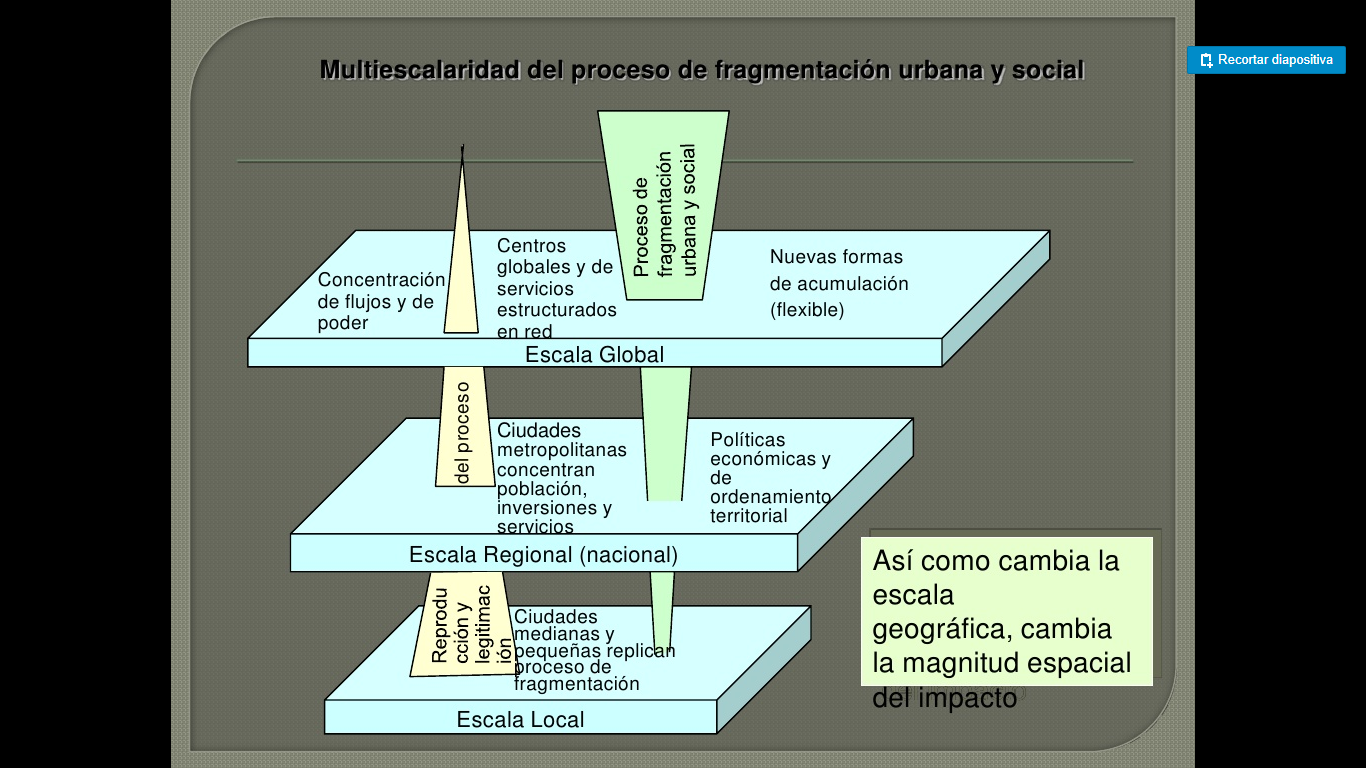 Multiescalaridad del proceso de fragmentación urbana y social
Recortar diapositiva
Proceso de
fragmentación
urbana y social
Concentración
de flujos y de
poder
Centros
globales y de
servicios
estructurados
en red
Nuevas formas
de acumulación
(flexible)
Escala Global
del proceso
Ciudades
metropolitanas
concentran
población,
inversiones y
servicios
Políticas
económicas y
de
ordenamiento
territorial
Escala Regional (nacional)
Reprodu
cción y
legitimac
ión
Ciudades
medianas y
pequeñas replican
proceso de
fragmentación
Escala Local
Así como cambia la
escala
geográfica, cambia
la magnitud espacial
del impacto